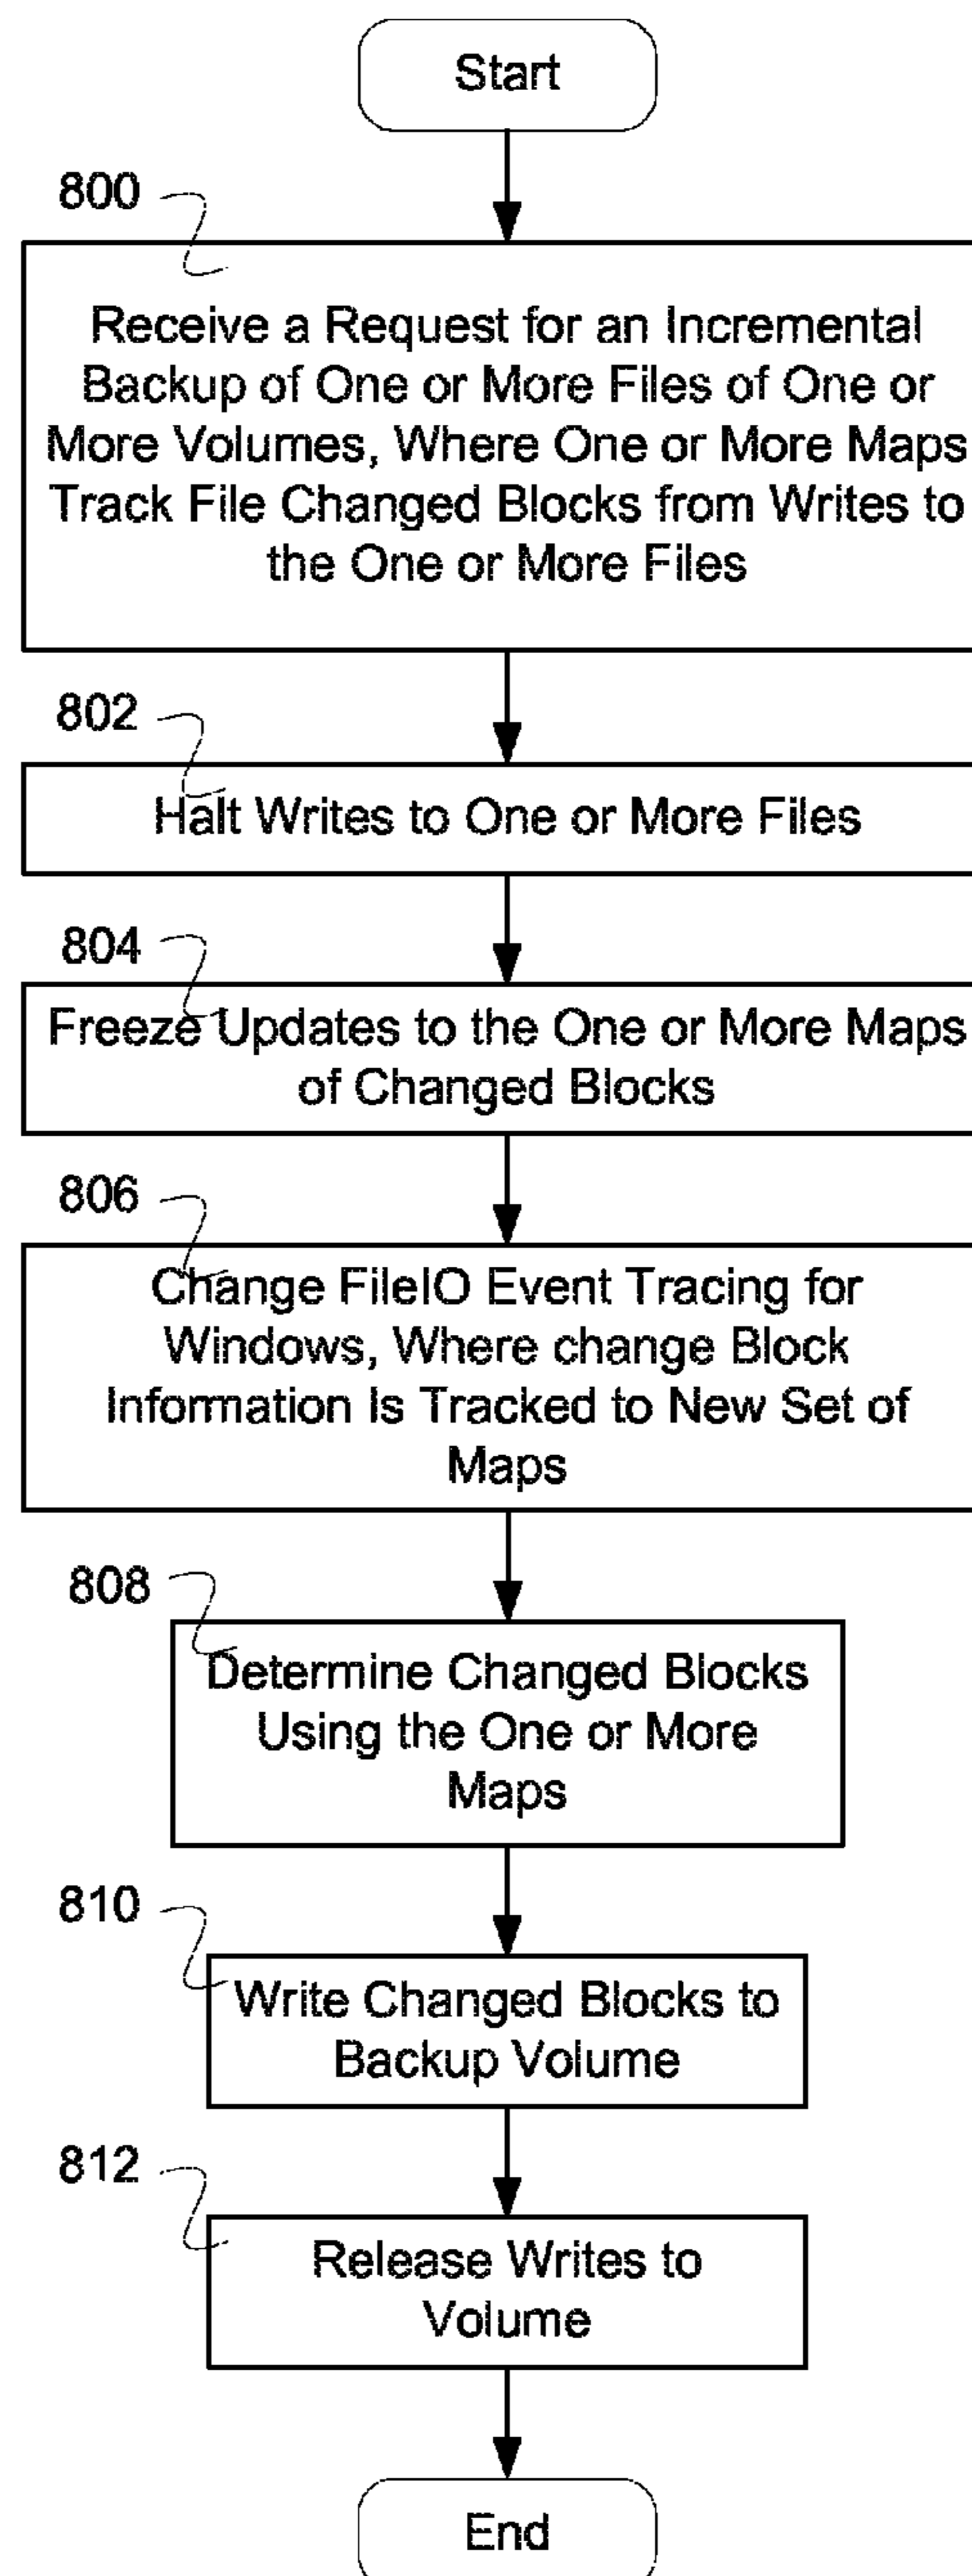 Start
800
Receive a Request for an Incremental
Backup of One or More Files of One or
More Volumes, Where One or More Maps
Track File Changed Blocks from Writes to
the One or More Files
802
Halt Writes to One or More Files
804
Freeze Updates to the One or More Maps
of Changed Blocks
806
Change FileIO Event Tracing for
Windows, Where change Block
Information Is Tracked to New Set of
Maps
808
Determine Changed Blocks
Using the One or More
Maps
810
Write Changed Blocks to
Backup Volume
812
Release Writes to
Volume
End